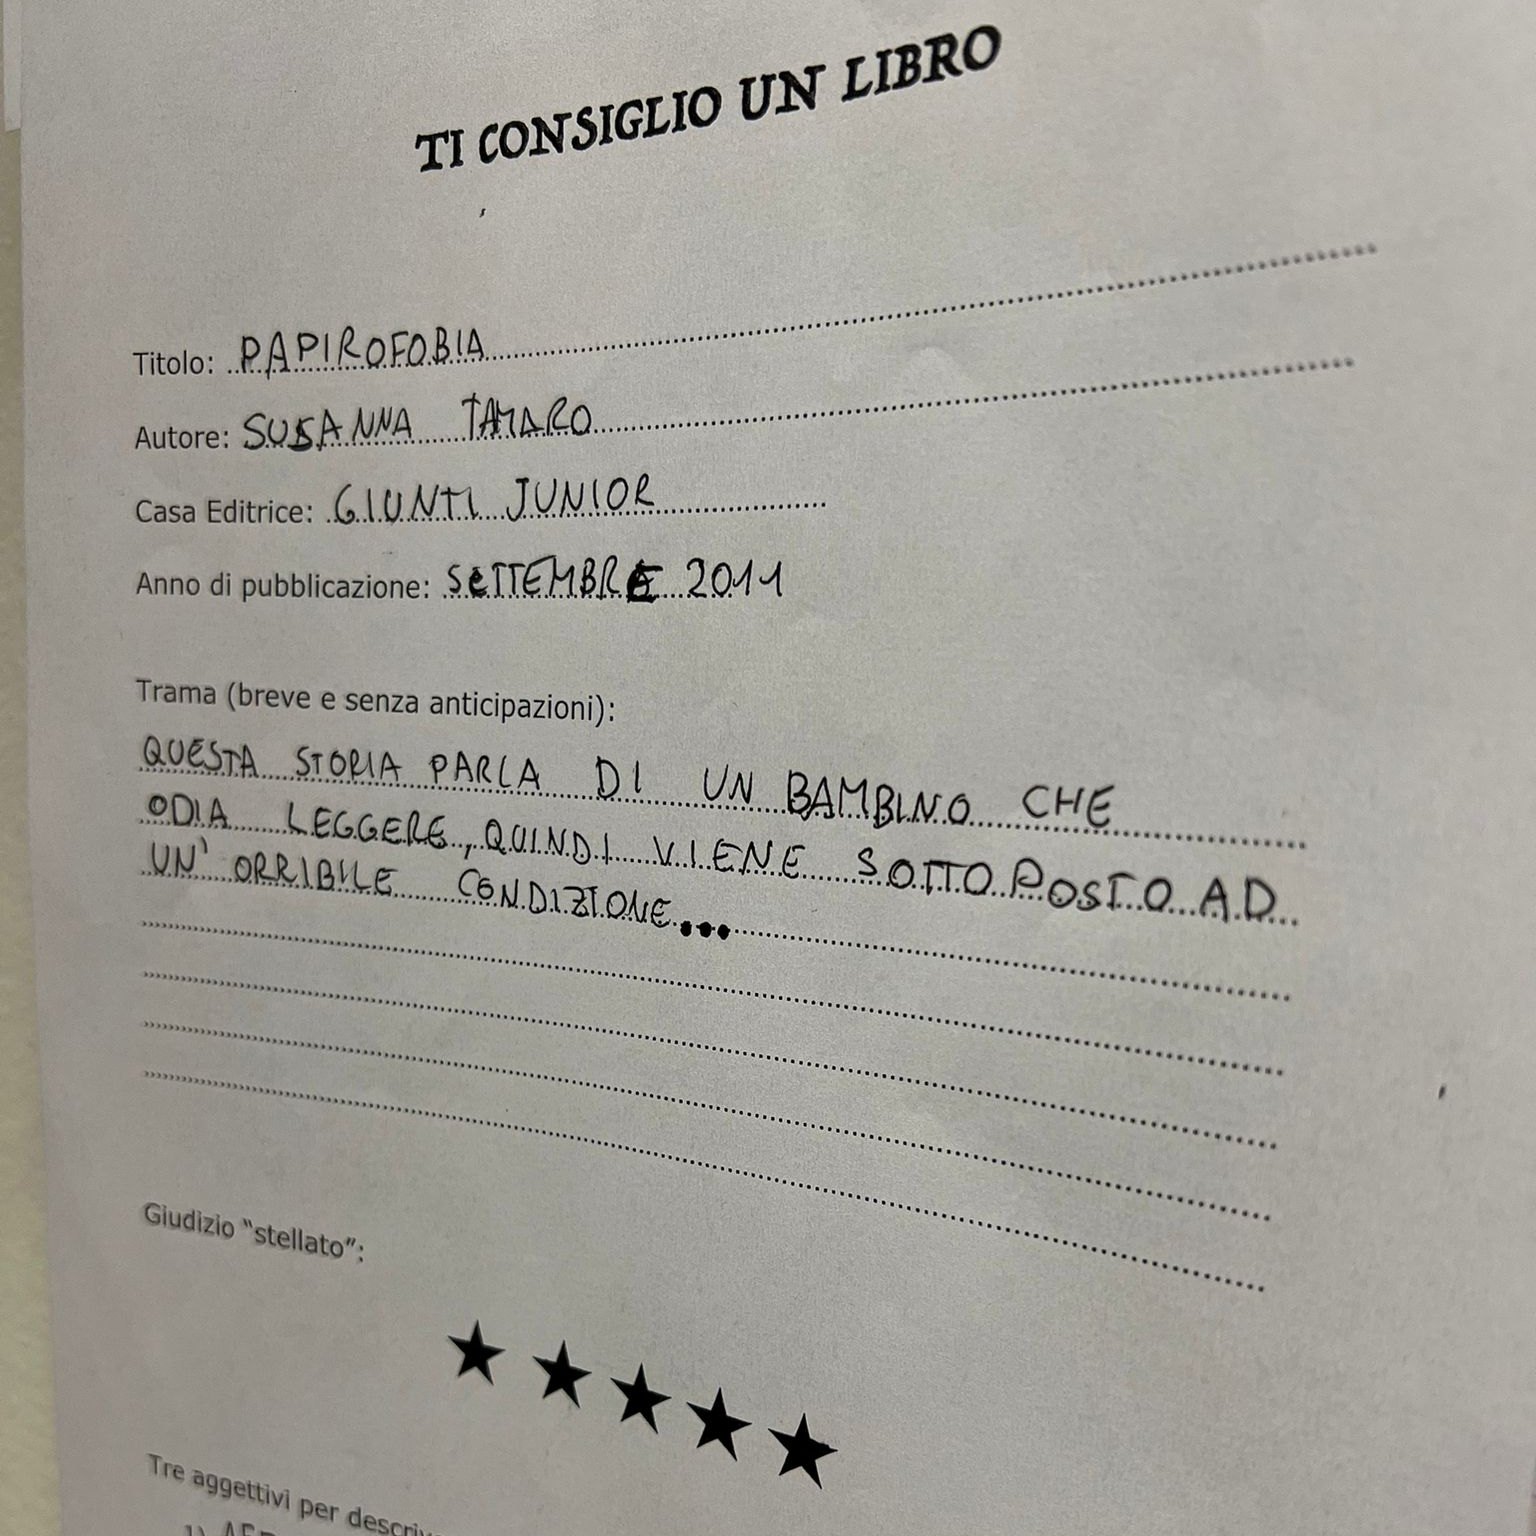 TI CONSIGLIO UN LIBRO
Titolo: PAPIROFOBIA
Autore: SUSANNA TAMARO
Casa Editrice: GIUNTI JUNIOR
Anno di pubblicazione: SETTEMBRE 2011
Trama (breve e senza anticipazioni):
QUESTA STORIA PARLA DI UN BAMBINO CHE
ODIA LEGGERE, QUINDI VIENE SOTTOPOSTO AD
UN' ORRIBILE CONDIZIONE...
Giudizio “stellato”:
Tre aggettivi per
1)